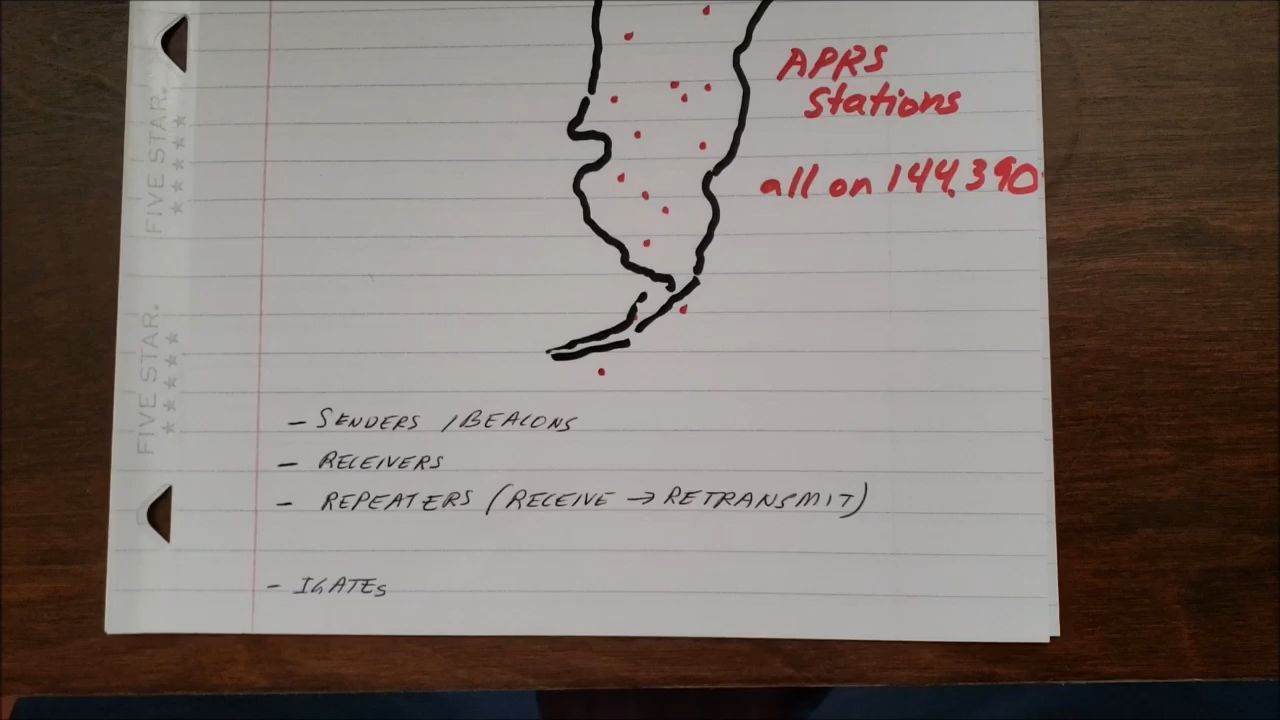 APRS
Stations
all on 144.390
FIVE STAR.
FIVE STAR.
- SENDERS / BEACONS
- RECEIVERS
- REPEATERS (RECEIVE → RETRANSMIT)
- IGATEs